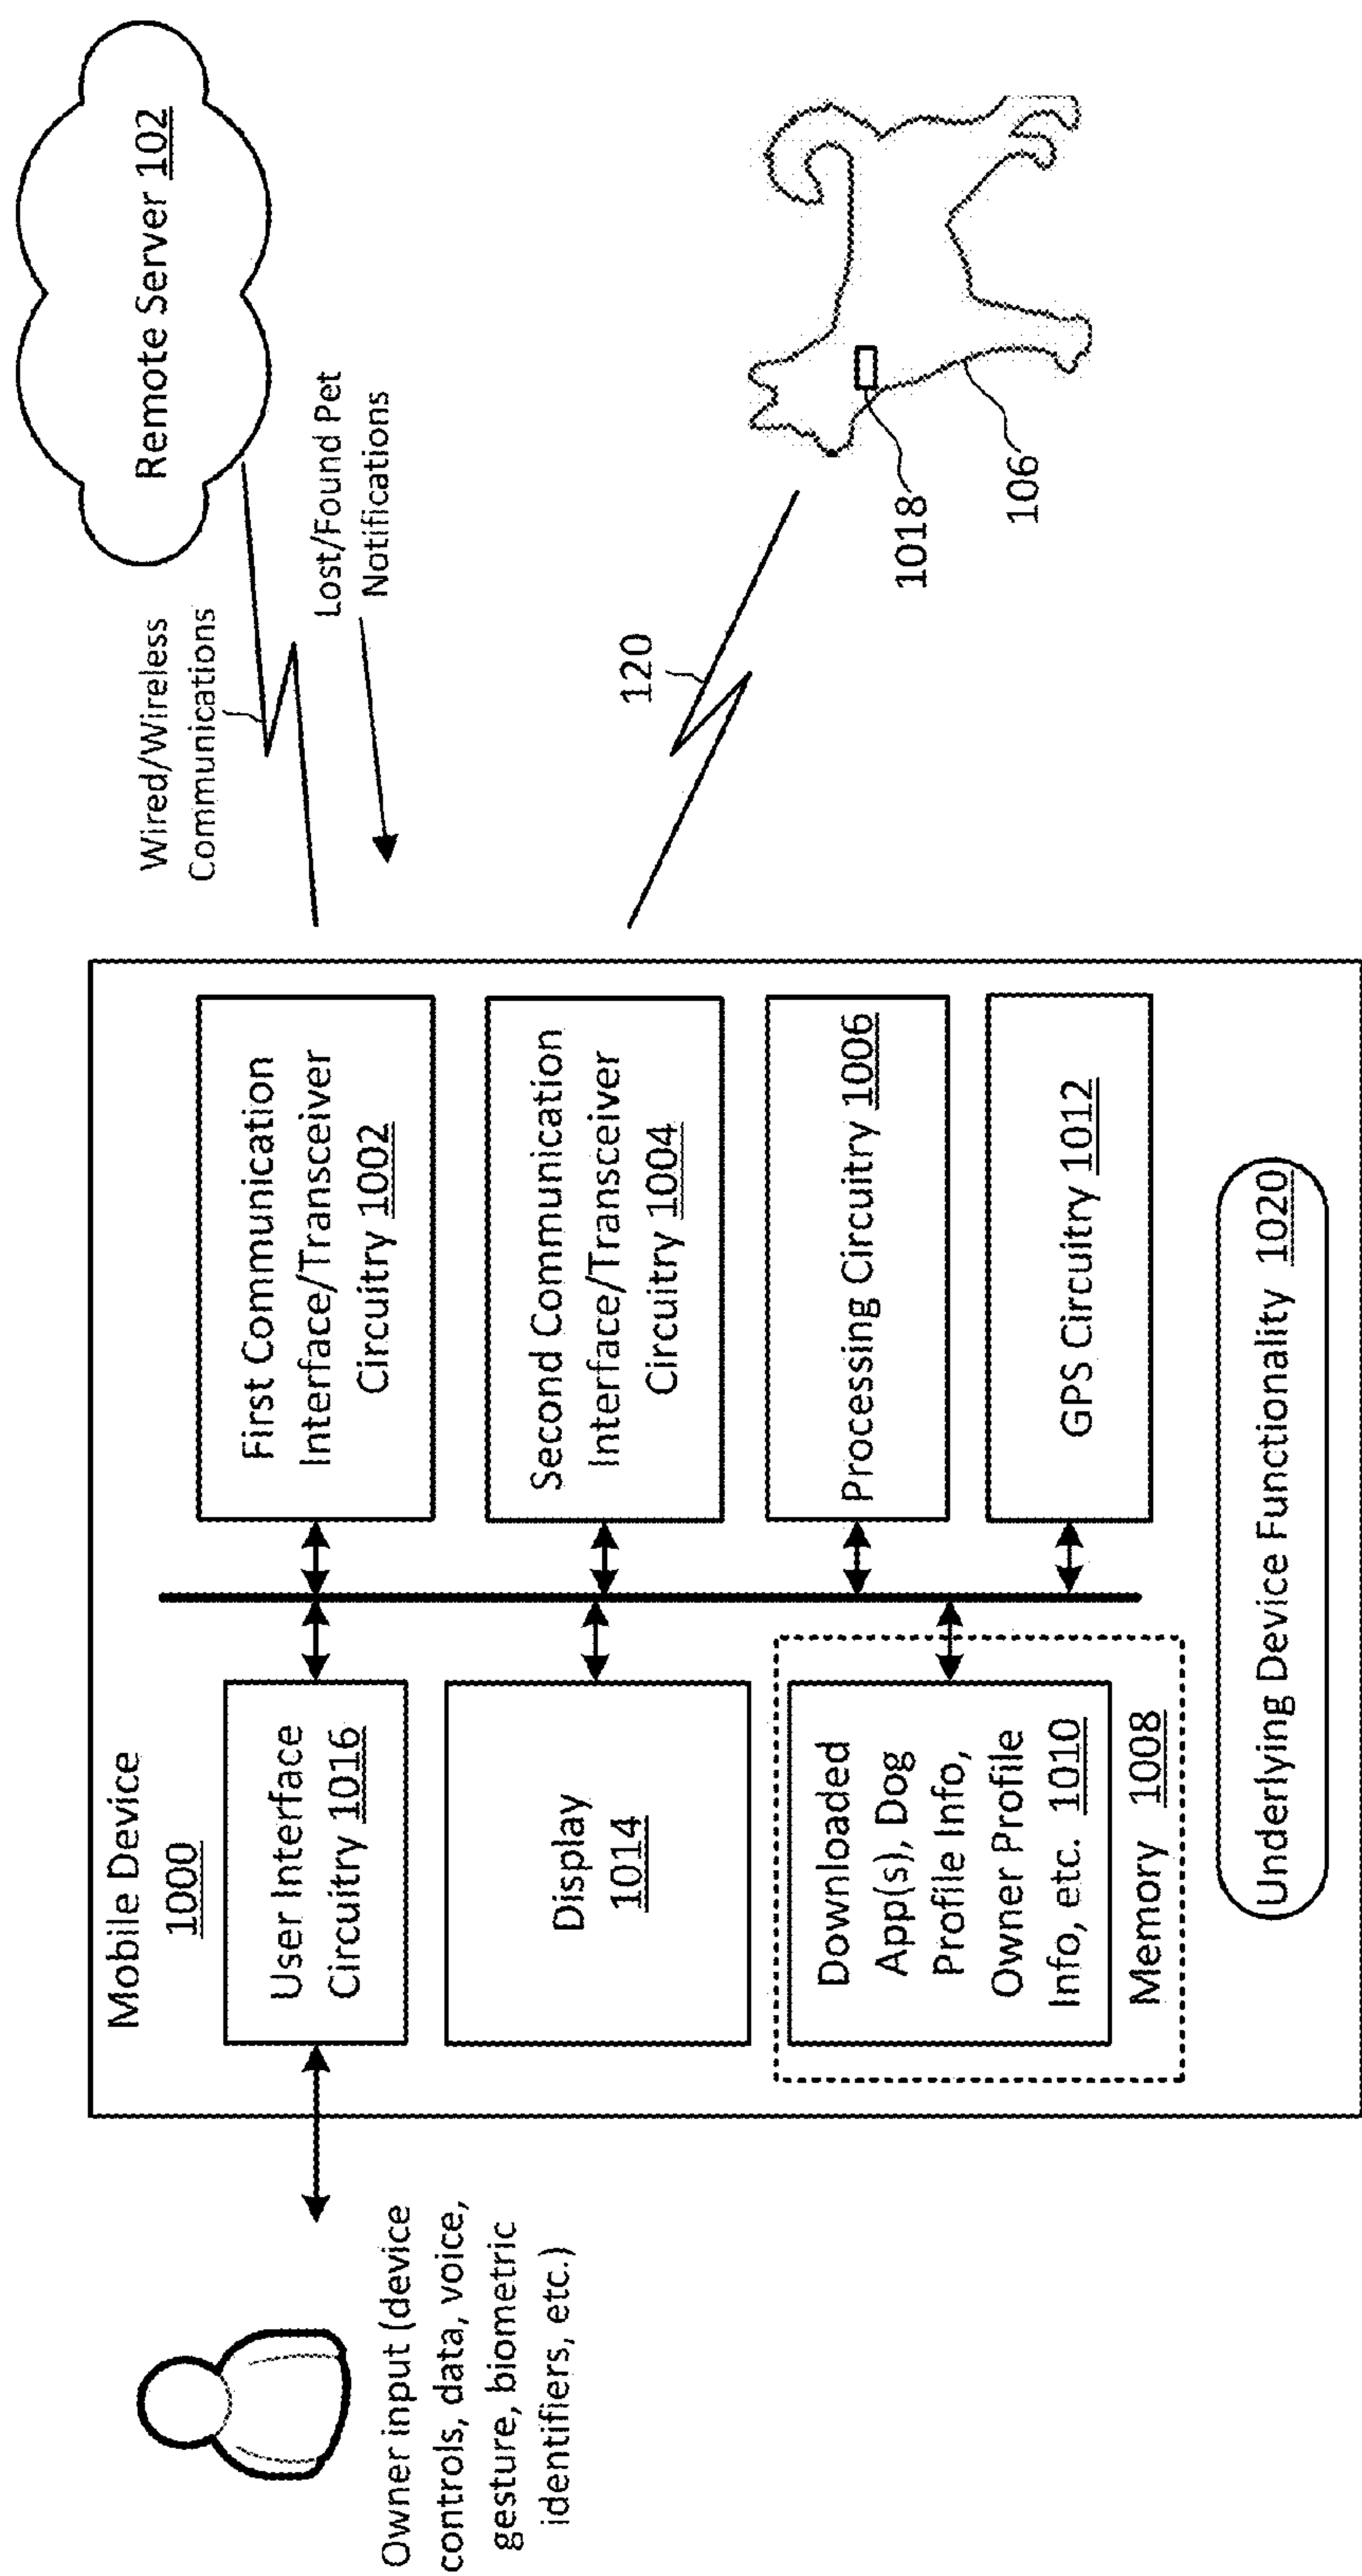 Mobile Device
1000
User Interface
Circuitry 1016
Display
1014
Downloaded
App(s), Dog
Profile Info,
Owner Profile
Info, etc. 1010
Memory 1008
First Communication
Interface/Transceiver
Circuitry 1002
Second Communication
Interface/Transceiver
Circuitry 1004
Processing Circuitry 1006
GPS Circuitry 1012
Underlying Device Functionality 1020
Owner input (device
controls, data, voice,
gesture, biometric
identifiers, etc.)
Wired/Wireless
Communications
Remote Server 102
Lost/Found Pet
Notifications
120
1018
106